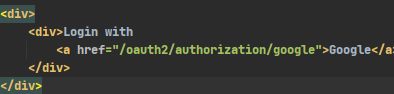 <div>
<div>Login with
<a href="/oauth2/authorization/google">Google</a
</div>
</div>